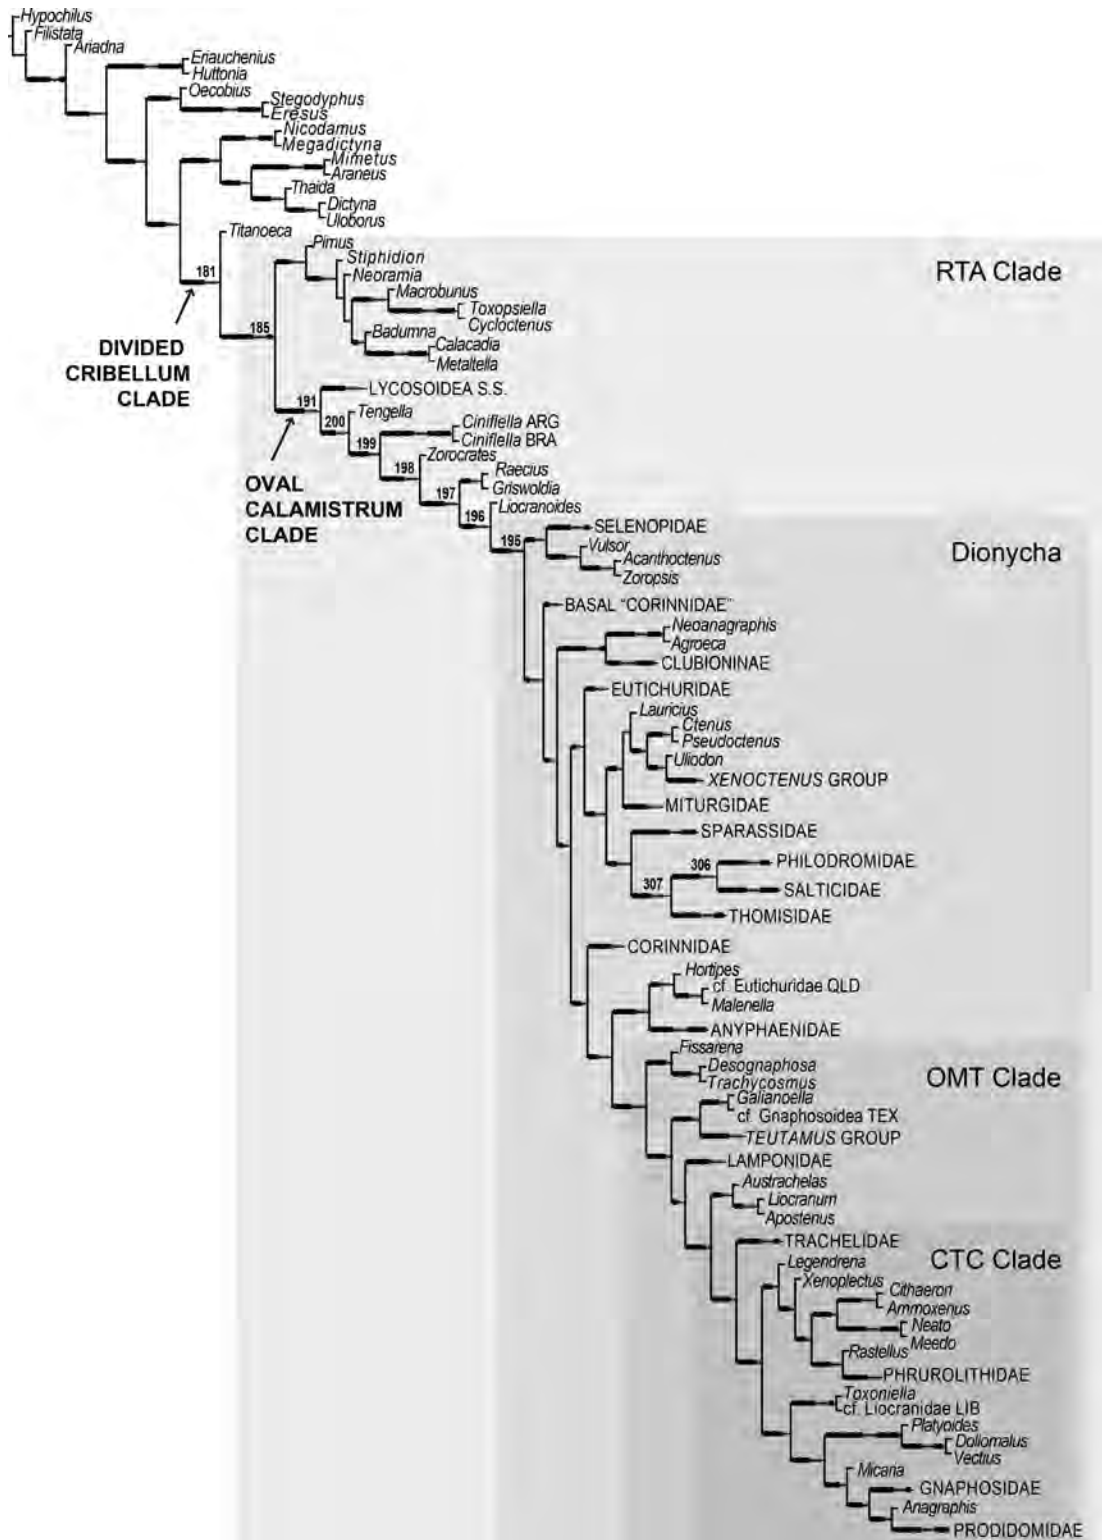 Hypochilus
Filistata
Ariadna
Eriauchenius
Huttonia
Oecobius
Stegodyphus
Eresus
Nicodamus
Megadictyna
Mimetus
Araneus
Thaida
Dictyna
Uloborus
Titanoeca
181
DIVIDED
CRIBELLUM
CLADE
RTA Clade
Pimus
Stiphidion
Neoramia
Macrobunus
Toxopsiella
Cycloctenus
185
Badumna
Calacadia
Metaltella
191
LYCOSOIDEA S.S.
200
Tengella
199
Ciniflella ARG
Ciniflella BRA
OVAL
CALAMISTRUM
CLADE
198
Zorocrates
197
Raecius
Griswoldia
196
Liocranoides
195
Dionycha
SELENOPIDAE
Vulsor
Acanthoctenus
Zoropsis
BASAL "CORINNIDAE"
Neoanagraphis
Agroeca
CLUBIONINAE
EUTICHURIDAE
Lauricius
Ctenus
Pseudoctenus
Uliodon
XENOCTENUS GROUP
MITURGIDAE
SPARASSIDAE
306
PHILODROMIDAE
307
SALTICIDAE
THOMISIDAE
CORINNIDAE
Hortipes
cf. Eutichuridae QLD
Malenella
ANYPHAENIDAE
OMT Clade
Fissarena
Desognaphosa
Trachycosmus
Galianoella
cf. Gnaphosoidea TEX
TEUTAMUS GROUP
LAMPONIDAE
Austrachelas
Liocranum
Apostenus
CTC Clade
TRACHELIDAE
Legendrena
Xenoplectus
Cithaeron
Ammoxenus
Neato
Meedo
Rastellus
PHRUROLITHIDAE
Toxoniella
cf. Liocranidae LIB
Platyoides
Doliomalus
Vectius
Micaria
GNAPHOSIDAE
Anagraphis
PRODIDOMIDAE